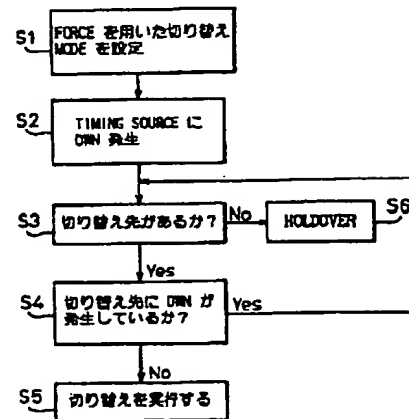 S1
FORCE を用いた切り替え
MODE を設定
S2
TIMING SOURCE に
DWN 発生
S3
切り替え先があるか?
No
HOLDOVER
S6
Yes
S4
切り替え先に DWN が
発生しているか?
Yes
No
S5
切り替えを実行する